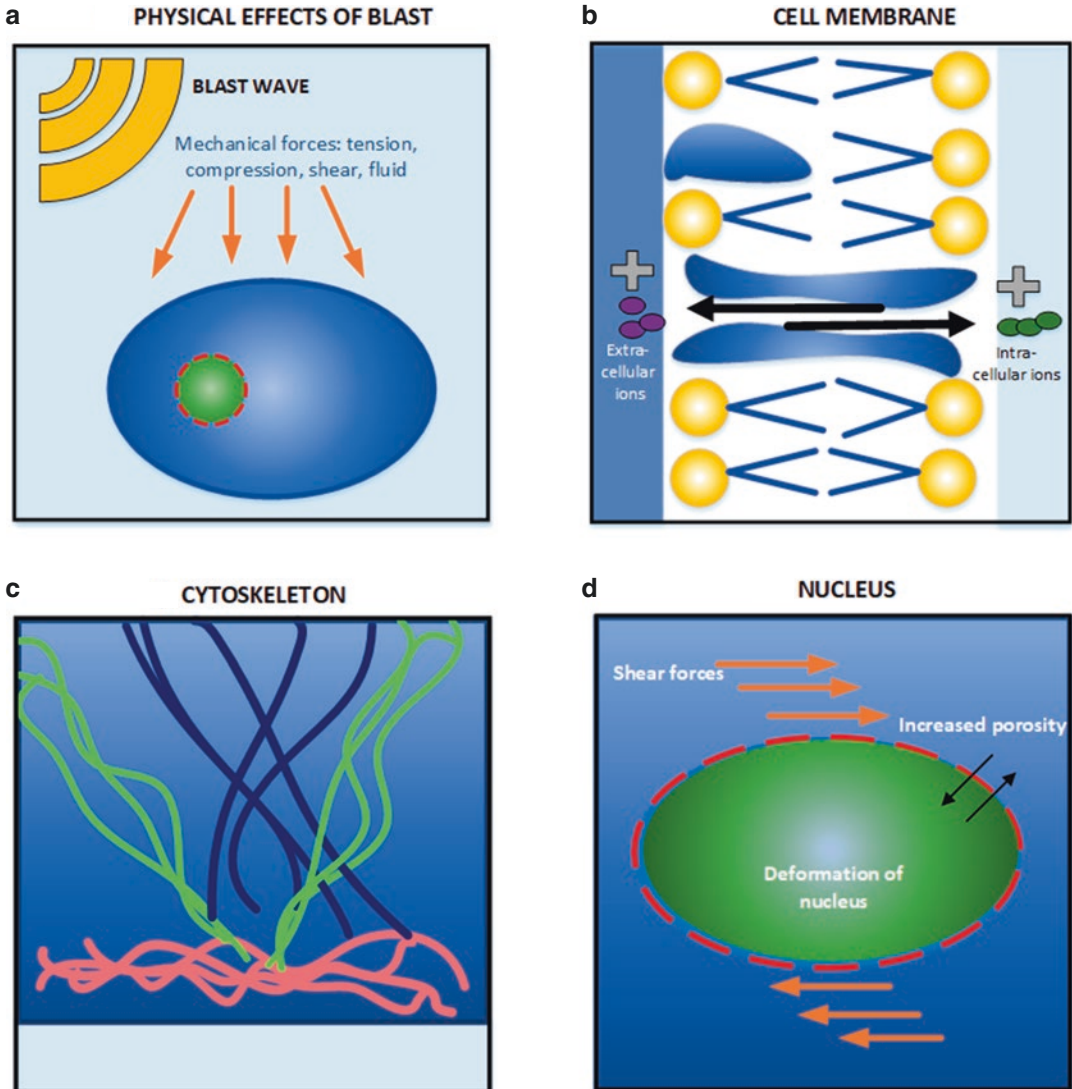 a
PHYSICAL EFFECTS OF BLAST
BLAST WAVE
Mechanical forces: tension,
compression, shear, fluid
b
CELL MEMBRANE
Extra-
cellular
ions
Intra-
cellular ions
c
CYTOSKELETON
d
NUCLEUS
Shear forces
Increased porosity
Deformation of
nucleus